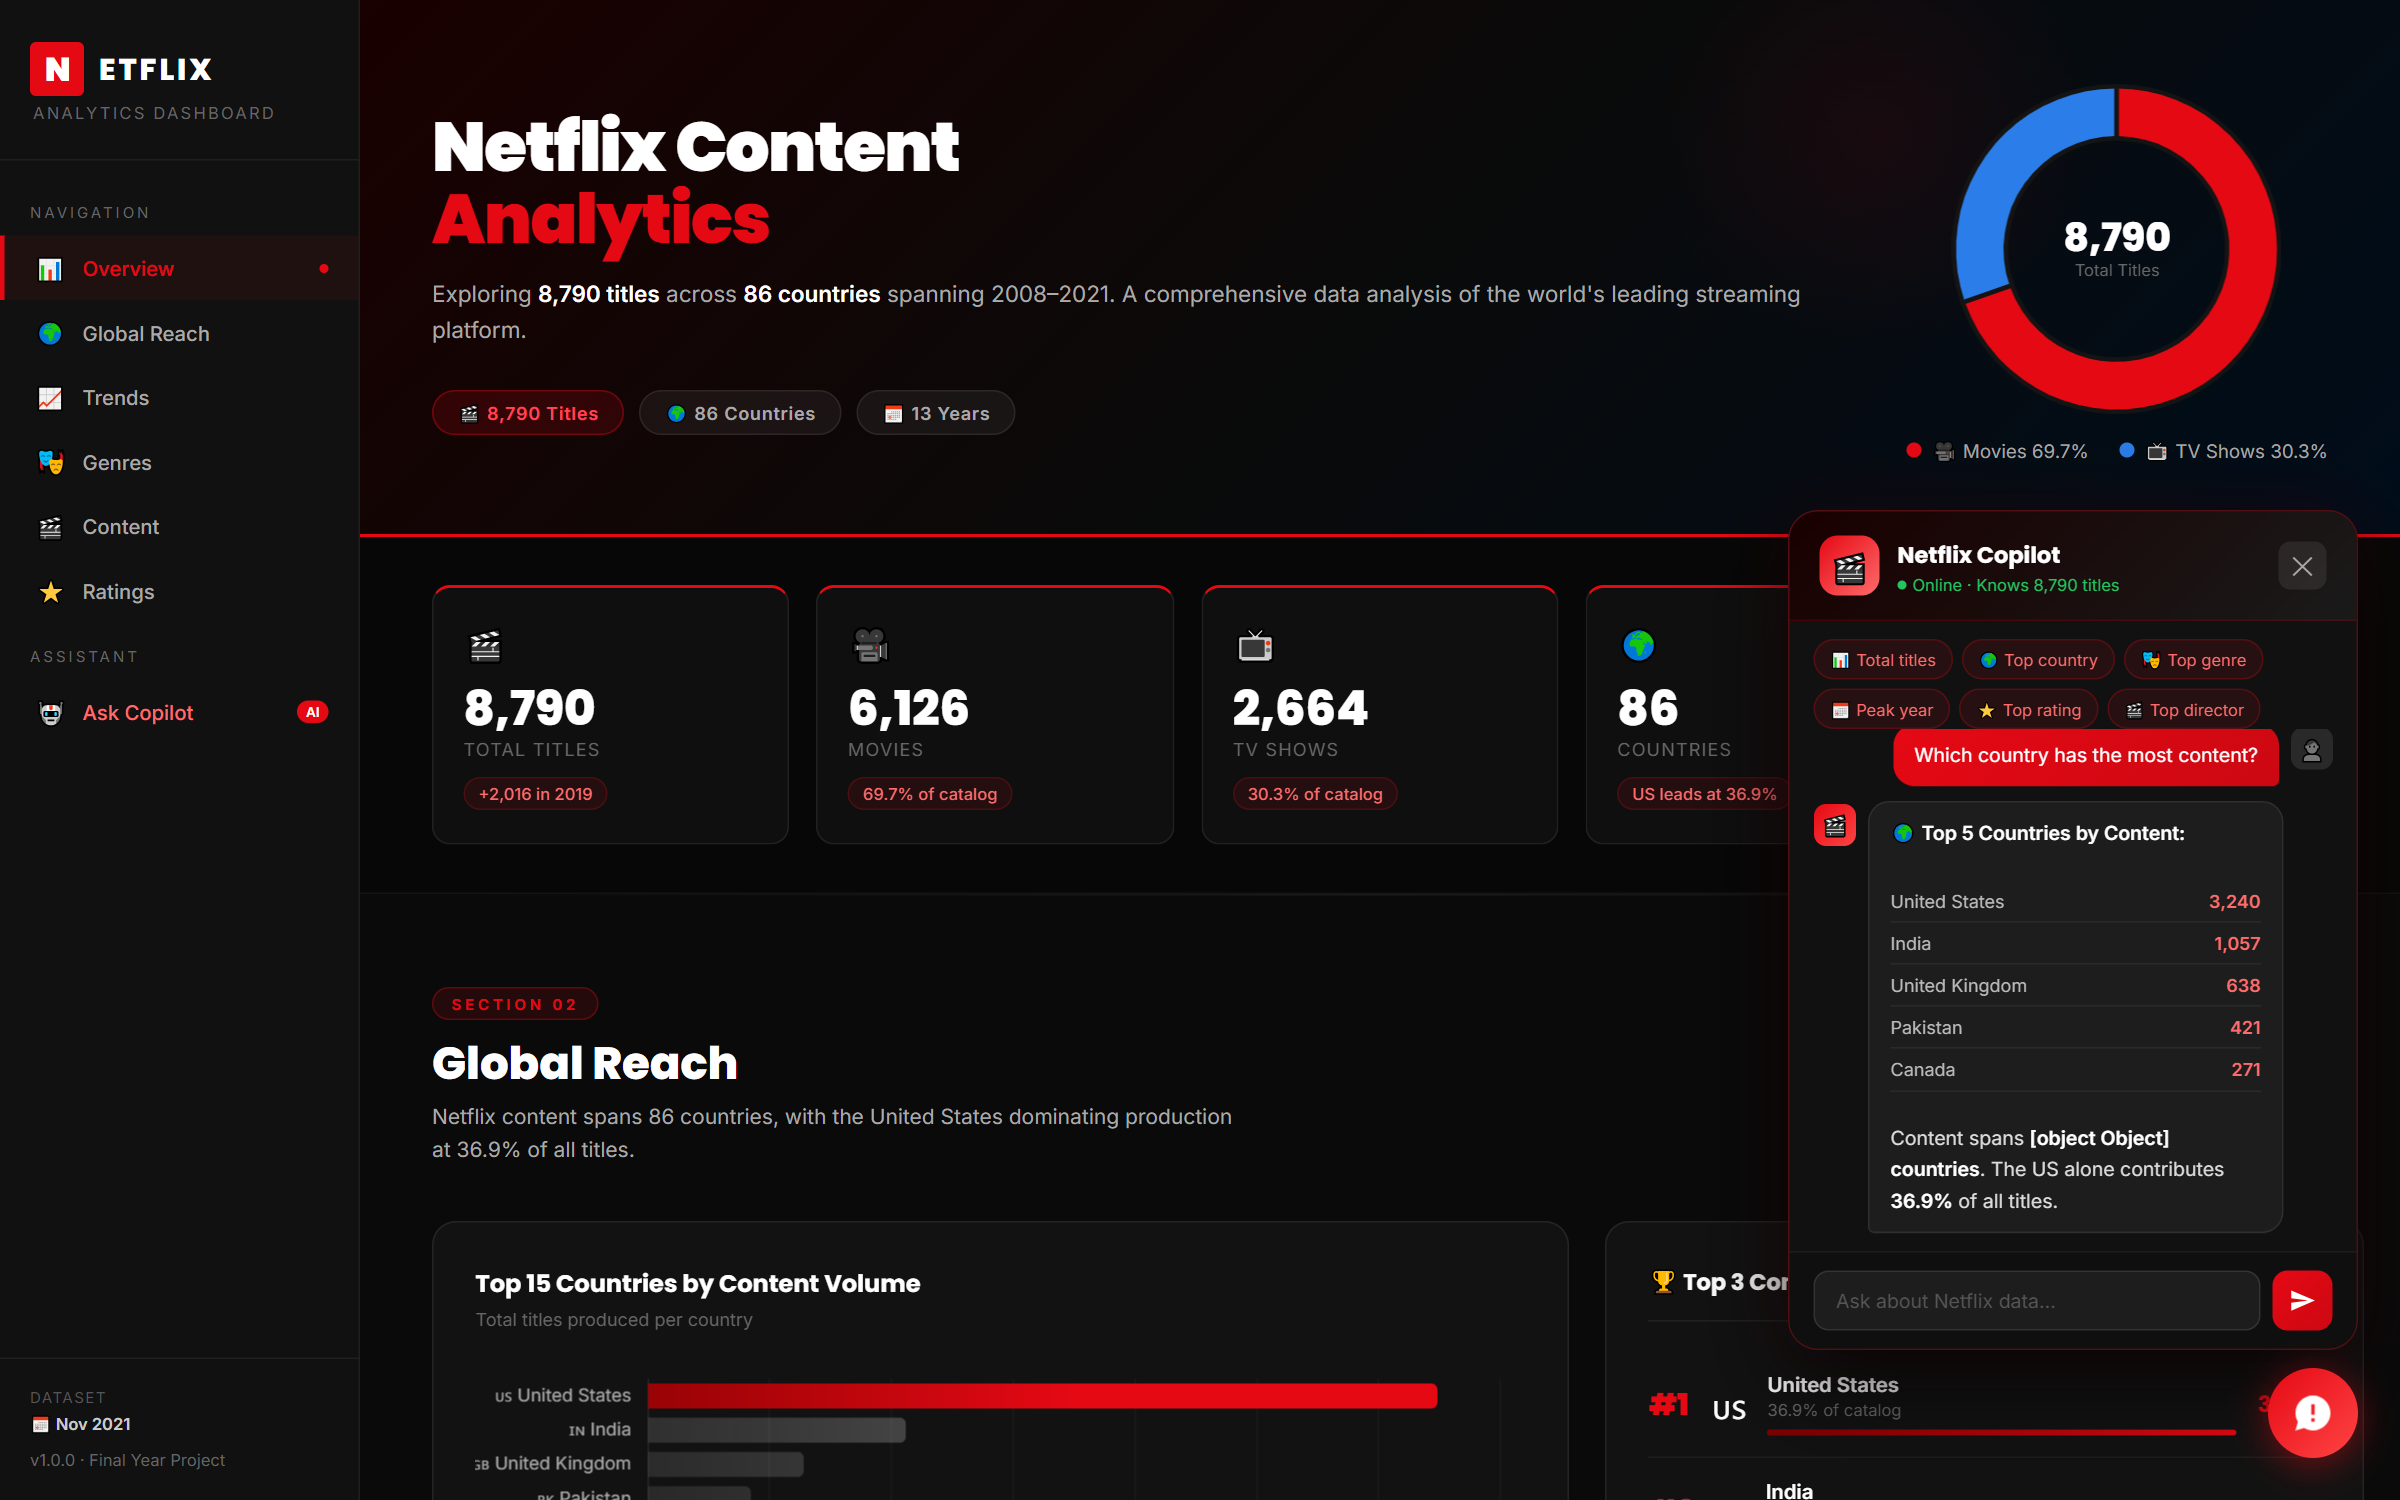 N ETFLIX
ANALYTICS DASHBOARD
NAVIGATION
Overview
Global Reach
Trends
Genres
Content
Ratings
ASSISTANT
Ask Copilot AI
DATASET
Nov 2021
v1.0.0 · Final Year Project
Netflix Content
Analytics
Exploring 8,790 titles across 86 countries spanning 2008–2021. A comprehensive data analysis of the world's leading streaming
platform.
8,790 Titles
86 Countries
13 Years
8,790
Total Titles
Movies 69.7%
TV Shows 30.3%
8,790
TOTAL TITLES
+2,016 in 2019
6,126
MOVIES
69.7% of catalog
2,664
TV SHOWS
30.3% of catalog
86
COUNTRIES
US leads at 36.9%
SECTION 02
Global Reach
Netflix content spans 86 countries, with the United States dominating production
at 36.9% of all titles.
Top 15 Countries by Content Volume
Total titles produced per country
US United States
IN India
GB United Kingdom
PK Pakistan
Top 3
#1 US United States
36.9% of catalog
India
Netflix Copilot
Online · Knows 8,790 titles
Total titles
Top country
Top genre
Peak year
Top rating
Top director
Which country has the most content?
Top 5 Countries by Content:
United States 3,240
India 1,057
United Kingdom 638
Pakistan 421
Canada 271
Content spans [object Object]
countries. The US alone contributes
36.9% of all titles.
Ask about Netflix data...